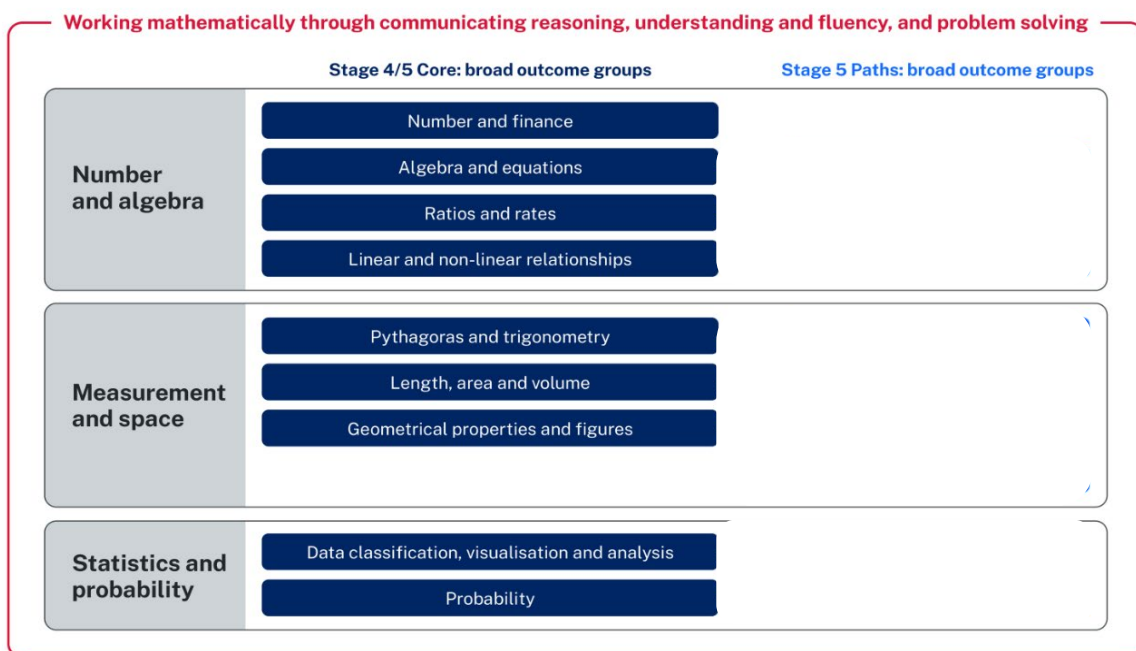 Working mathematically through communicating reasoning, understanding and fluency, and problem solving
Stage 4/5 Core: broad outcome groups
Stage 5 Paths: broad outcome groups
Number
and algebra
Number and finance
Algebra and equations
Ratios and rates
Linear and non-linear relationships
Measurement
and space
Pythagoras and trigonometry
Length, area and volume
Geometrical properties and figures
Statistics and
probability
Data classification, visualisation and analysis
Probability